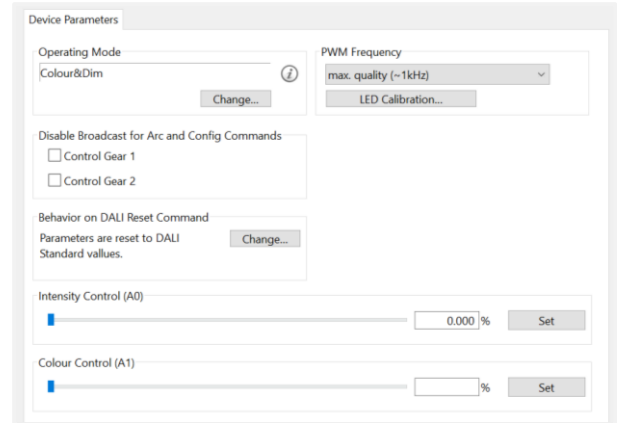 Device Parameters
Operating Mode
Colour&Dim
Change...
PWM Frequency
max. quality (~1kHz)
LED Calibration...
Disable Broadcast for Arc and Config Commands
Control Gear 1
Control Gear 2
Behavior on DALI Reset Command
Parameters are reset to DALI
Standard vallues.
Change...
Intensity Control (A0)
0.000 % Set
Colour Control (A1)
% Set